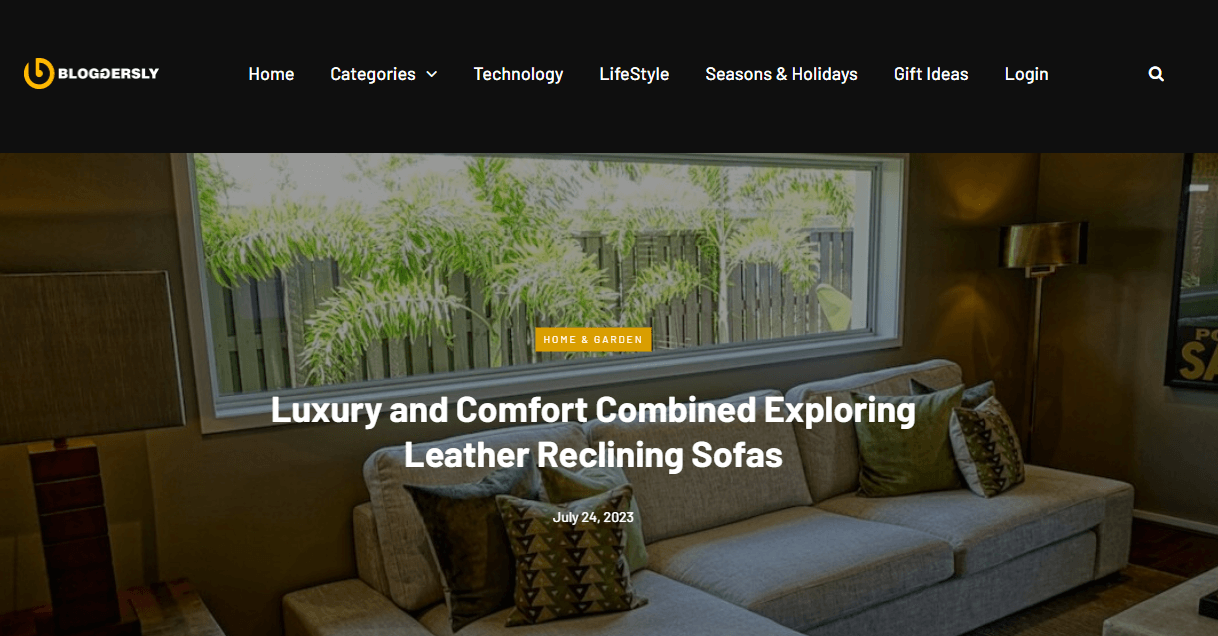 BLOGGERSLY
Home Categories Technology LifeStyle Seasons & Holidays Gift Ideas Login
HOME & GARDEN
Luxury and Comfort Combined Exploring
Leather Reclining Sofas
July 24, 2023